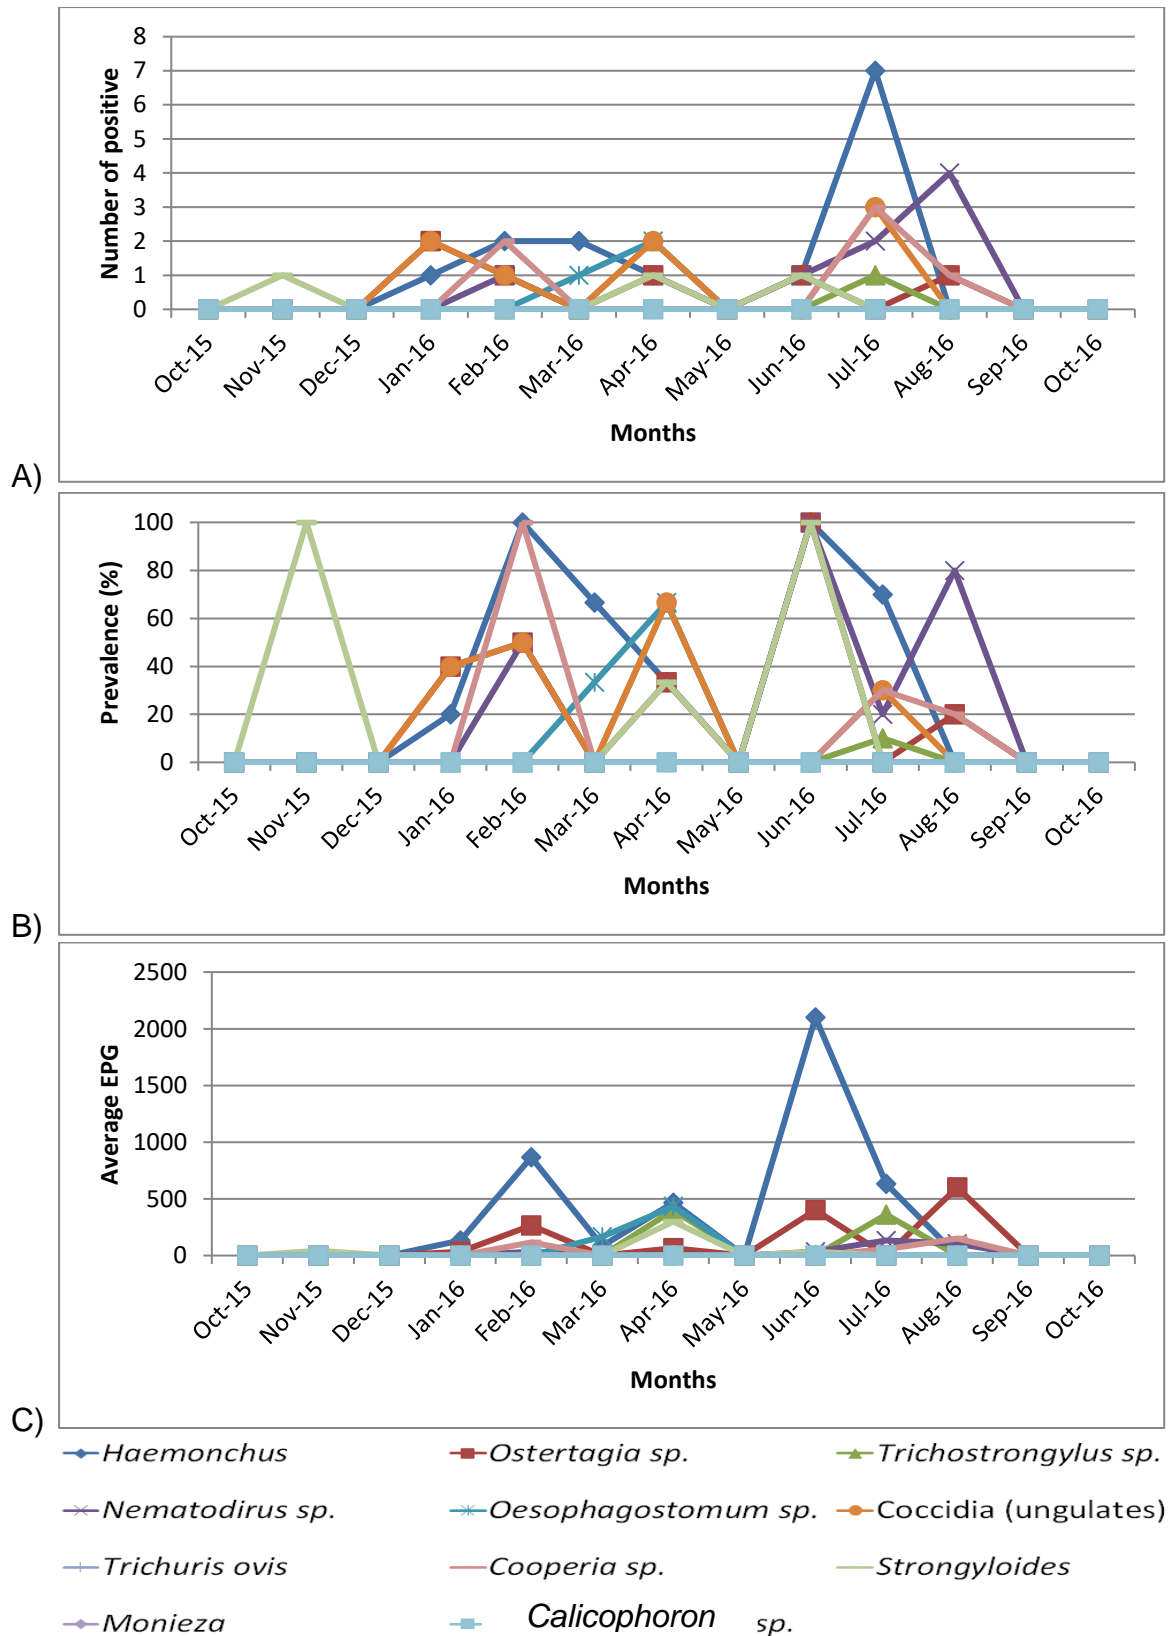 8
7
6
5
4
3
2
1
0
Number of positive
Oct-15 Nov-15 Dec-15 Jan-16 Feb-16 Mar-16 Apr-16 May-16 Jun-16 Jul-16 Aug-16 Sep-16 Oct-16
Months
A)
100
80
60
40
20
0
Prevalence (%)
Oct-15 Nov-15 Dec-15 Jan-16 Feb-16 Mar-16 Apr-16 May-16 Jun-16 Jul-16 Aug-16 Sep-16 Oct-16
Months
B)
2500
2000
1500
1000
500
0
Average EPG
Oct-15 Nov-15 Dec-15 Jan-16 Feb-16 Mar-16 Apr-16 May-16 Jun-16 Jul-16 Aug-16 Sep-16 Oct-16
Months
C)
Haemonchus Ostertagia sp. Trichostrongylus sp.
Nematodirus sp. Oesophagostomum sp. Coccidia (ungulates)
Trichuris ovis Cooperia sp. Strongyloides
Monieza Calicophoron sp.